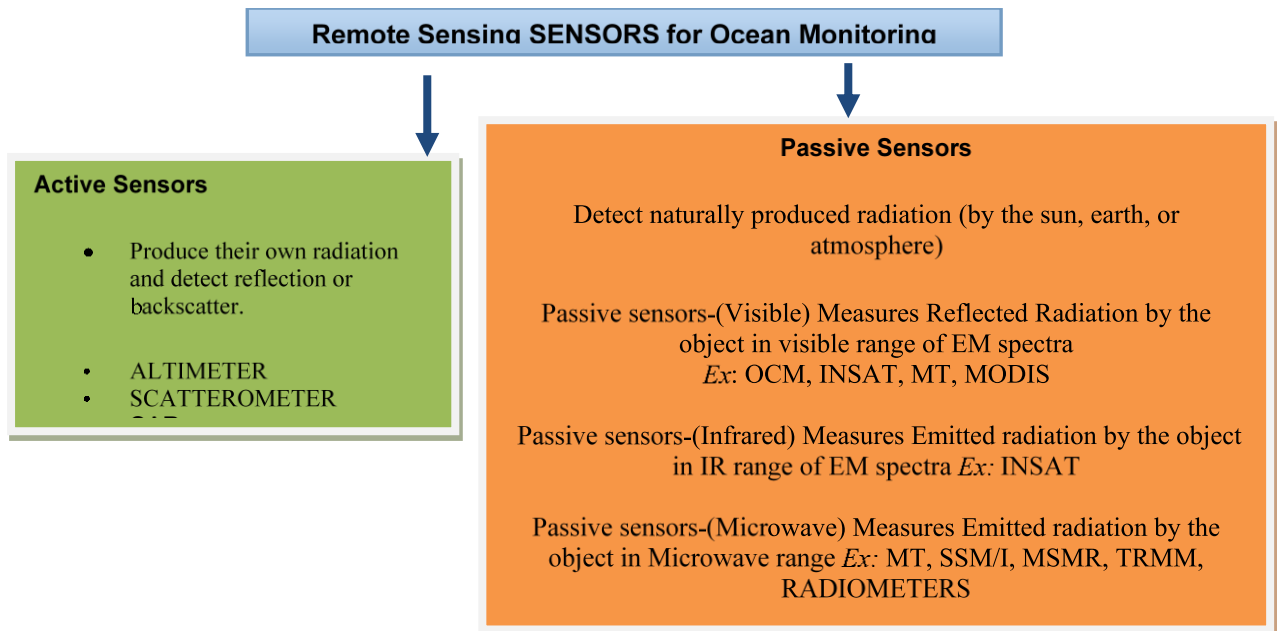 Remote Sensing SENSORS for Ocean Monitoring
Active Sensors
• Produce their own radiation
and detect reflection or
backscatter.
• ALTIMETER
• SCATTEROMETER
Passive Sensors
Detect naturally produced radiation (by the sun, earth, or
atmosphere)
Passive sensors-(Visible) Measures Reflected Radiation by the
object in visible range of EM spectra
Ex: OCM, INSAT, MT, MODIS
Passive sensors-(Infrared) Measures Emitted radiation by the object
in IR range of EM spectra Ex: INSAT
Passive sensors-(Microwave) Measures Emitted radiation by the
object in Microwave range Ex: MT, SSM/I, MSMR, TRMM,
RADIOMETERS